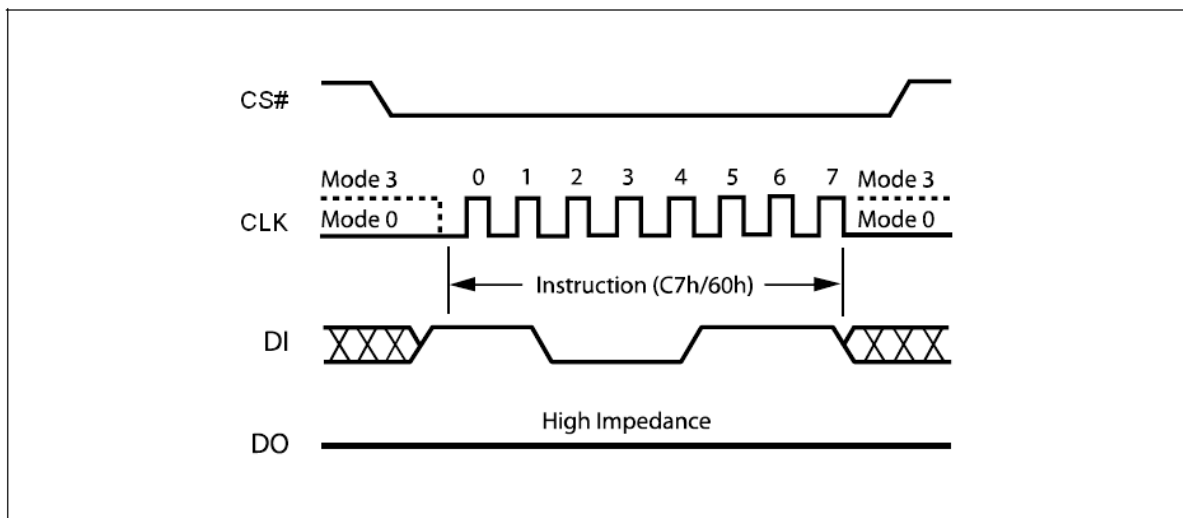 CS#
0 1 2 3 4 5 6 7
Mode 3 Mode 3
CLK
Mode 0 Mode 0
Instruction (C7h/60h)
DI
High Impedance
DO